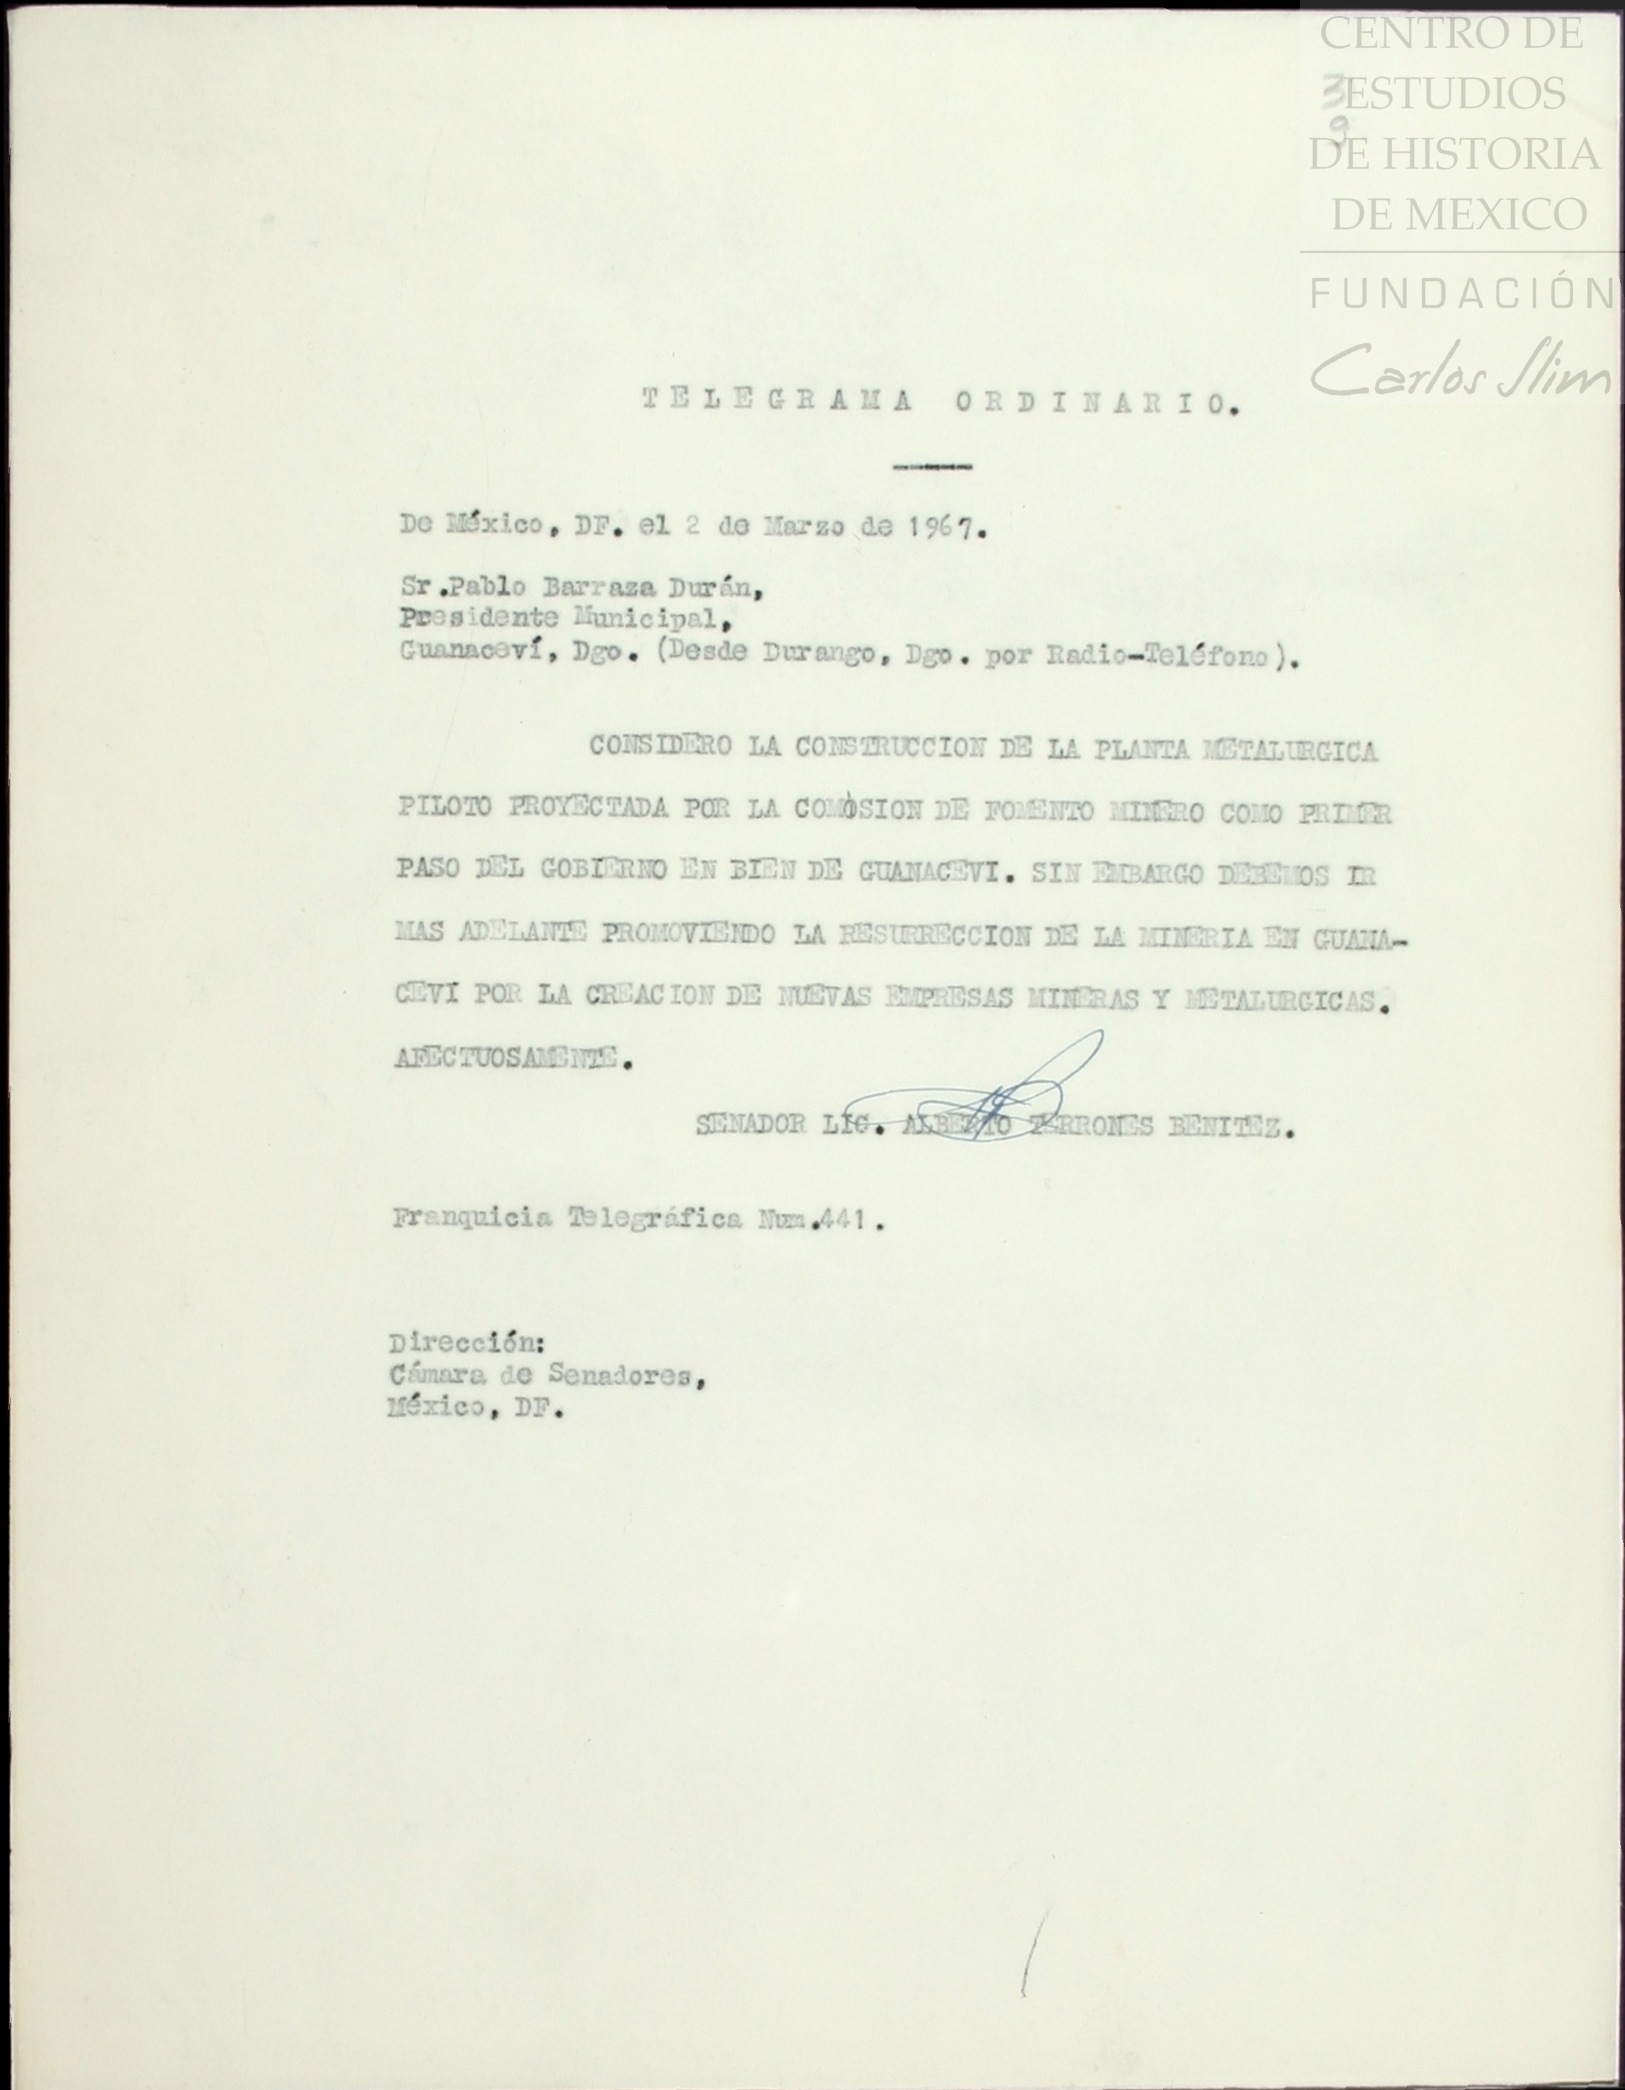 CENTRO DE
ESTUDIOS
DE HISTORIA
DE MEXICO
FUNDACIÓN
Carlos Slim
3
9
TELEGRAMA ORDINARIO.
De México, DF. el 2 de Marzo de 1967.
Sr.Pablo Barraza Durán,
Presidente Municipal,
Guanaceví, Dgo. (Desde Durango, Dgo. por Radio-Teléfono).
CONSIDERO LA CONSTRUCCION DE LA PLANTA METALURGICA
PILOTO PROYECTADA POR LA COMISION DE FOMENTO MINERO COMO PRIMER
PASO DEL GOBIERNO EN BIEN DE GUANACEVI. SIN EMBARGO DEBEMOS IR
MAS ADELANTE PROMOVIENDO LA RESURRECCION DE LA MINERIA EN GUANA-
CEVI POR LA CREACION DE NUEVAS EMPRESAS MINERAS Y METALURGICAS.
AFECTUOSAMENTE.
SENADOR LIC. ALBERTO TERRONES BENITEZ.
Franquicia Telegráfica Num.441.
Dirección:
Cámara de Senadores,
México, DF.